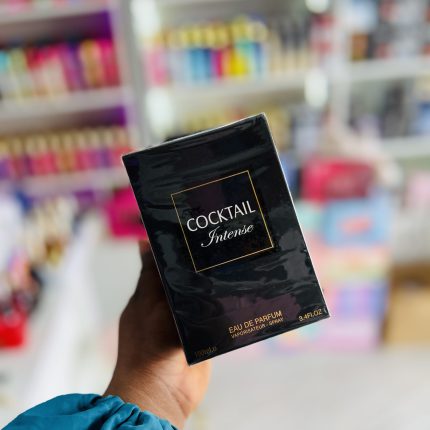 COCKTAIL
Intense
EAU DE PARFUM
VAPORISATEUR - SPRAY
3.4FL.OZ